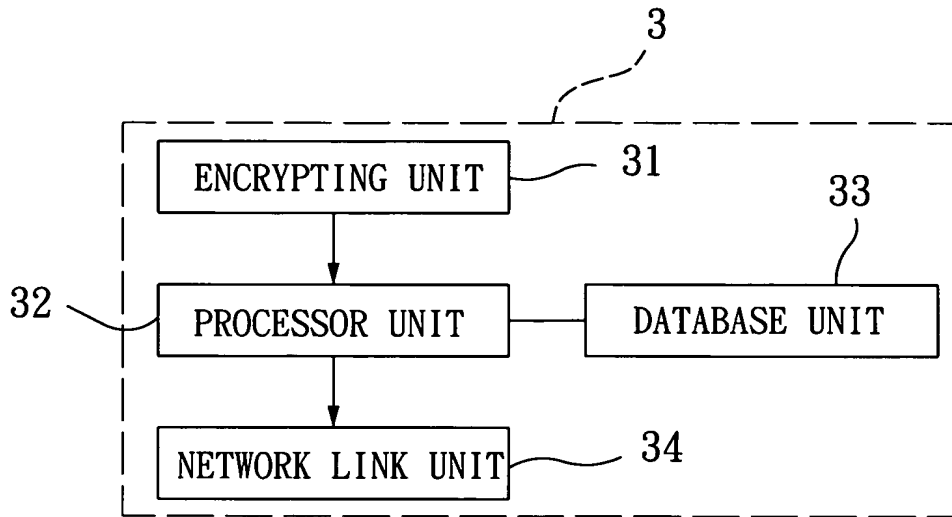 3
ENCRYPTING UNIT
31
33
32
PROCESSOR UNIT
DATABASE UNIT
NETWORK LINK UNIT
34